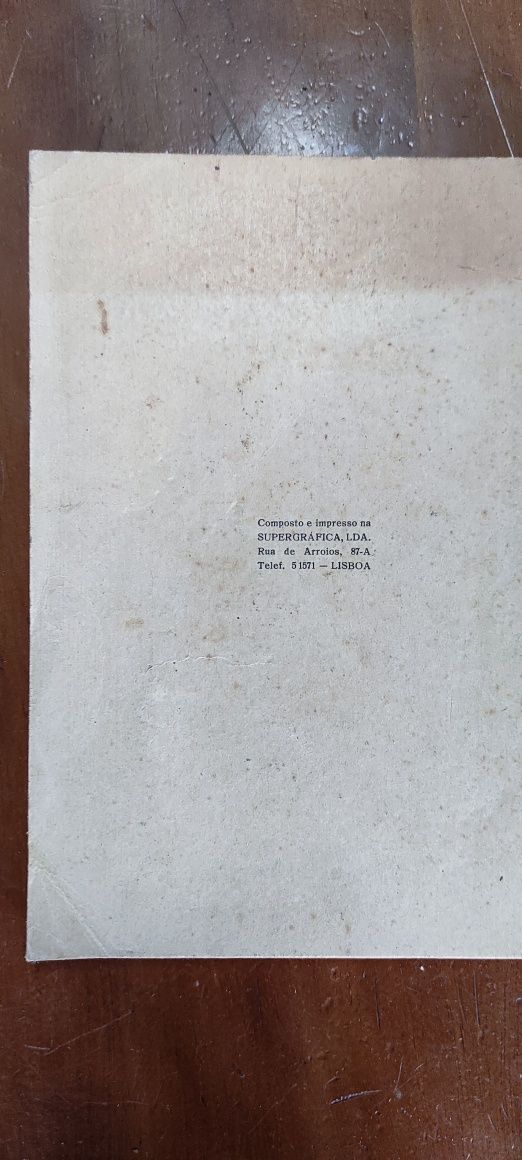 Composto e impresso na
SUPERGRÁFICA, LDA.
Rua de Arroios, 87-A
Telef. 51571 — LISBOA